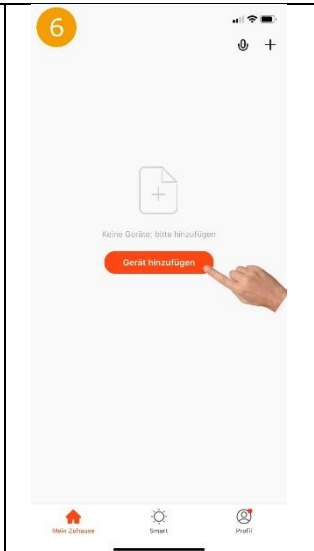 6
Keine Geräte; bitte hinzufügen
Gerät hinzufügen
Mein Zuhause Smart Profil